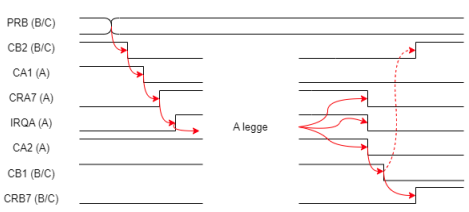 PRB (B/C)
CB2 (B/C)
CA1 (A)
CRA7 (A)
IRQA (A)
CA2 (A)
CB1 (B/C)
CRB7 (B/C)
A legge